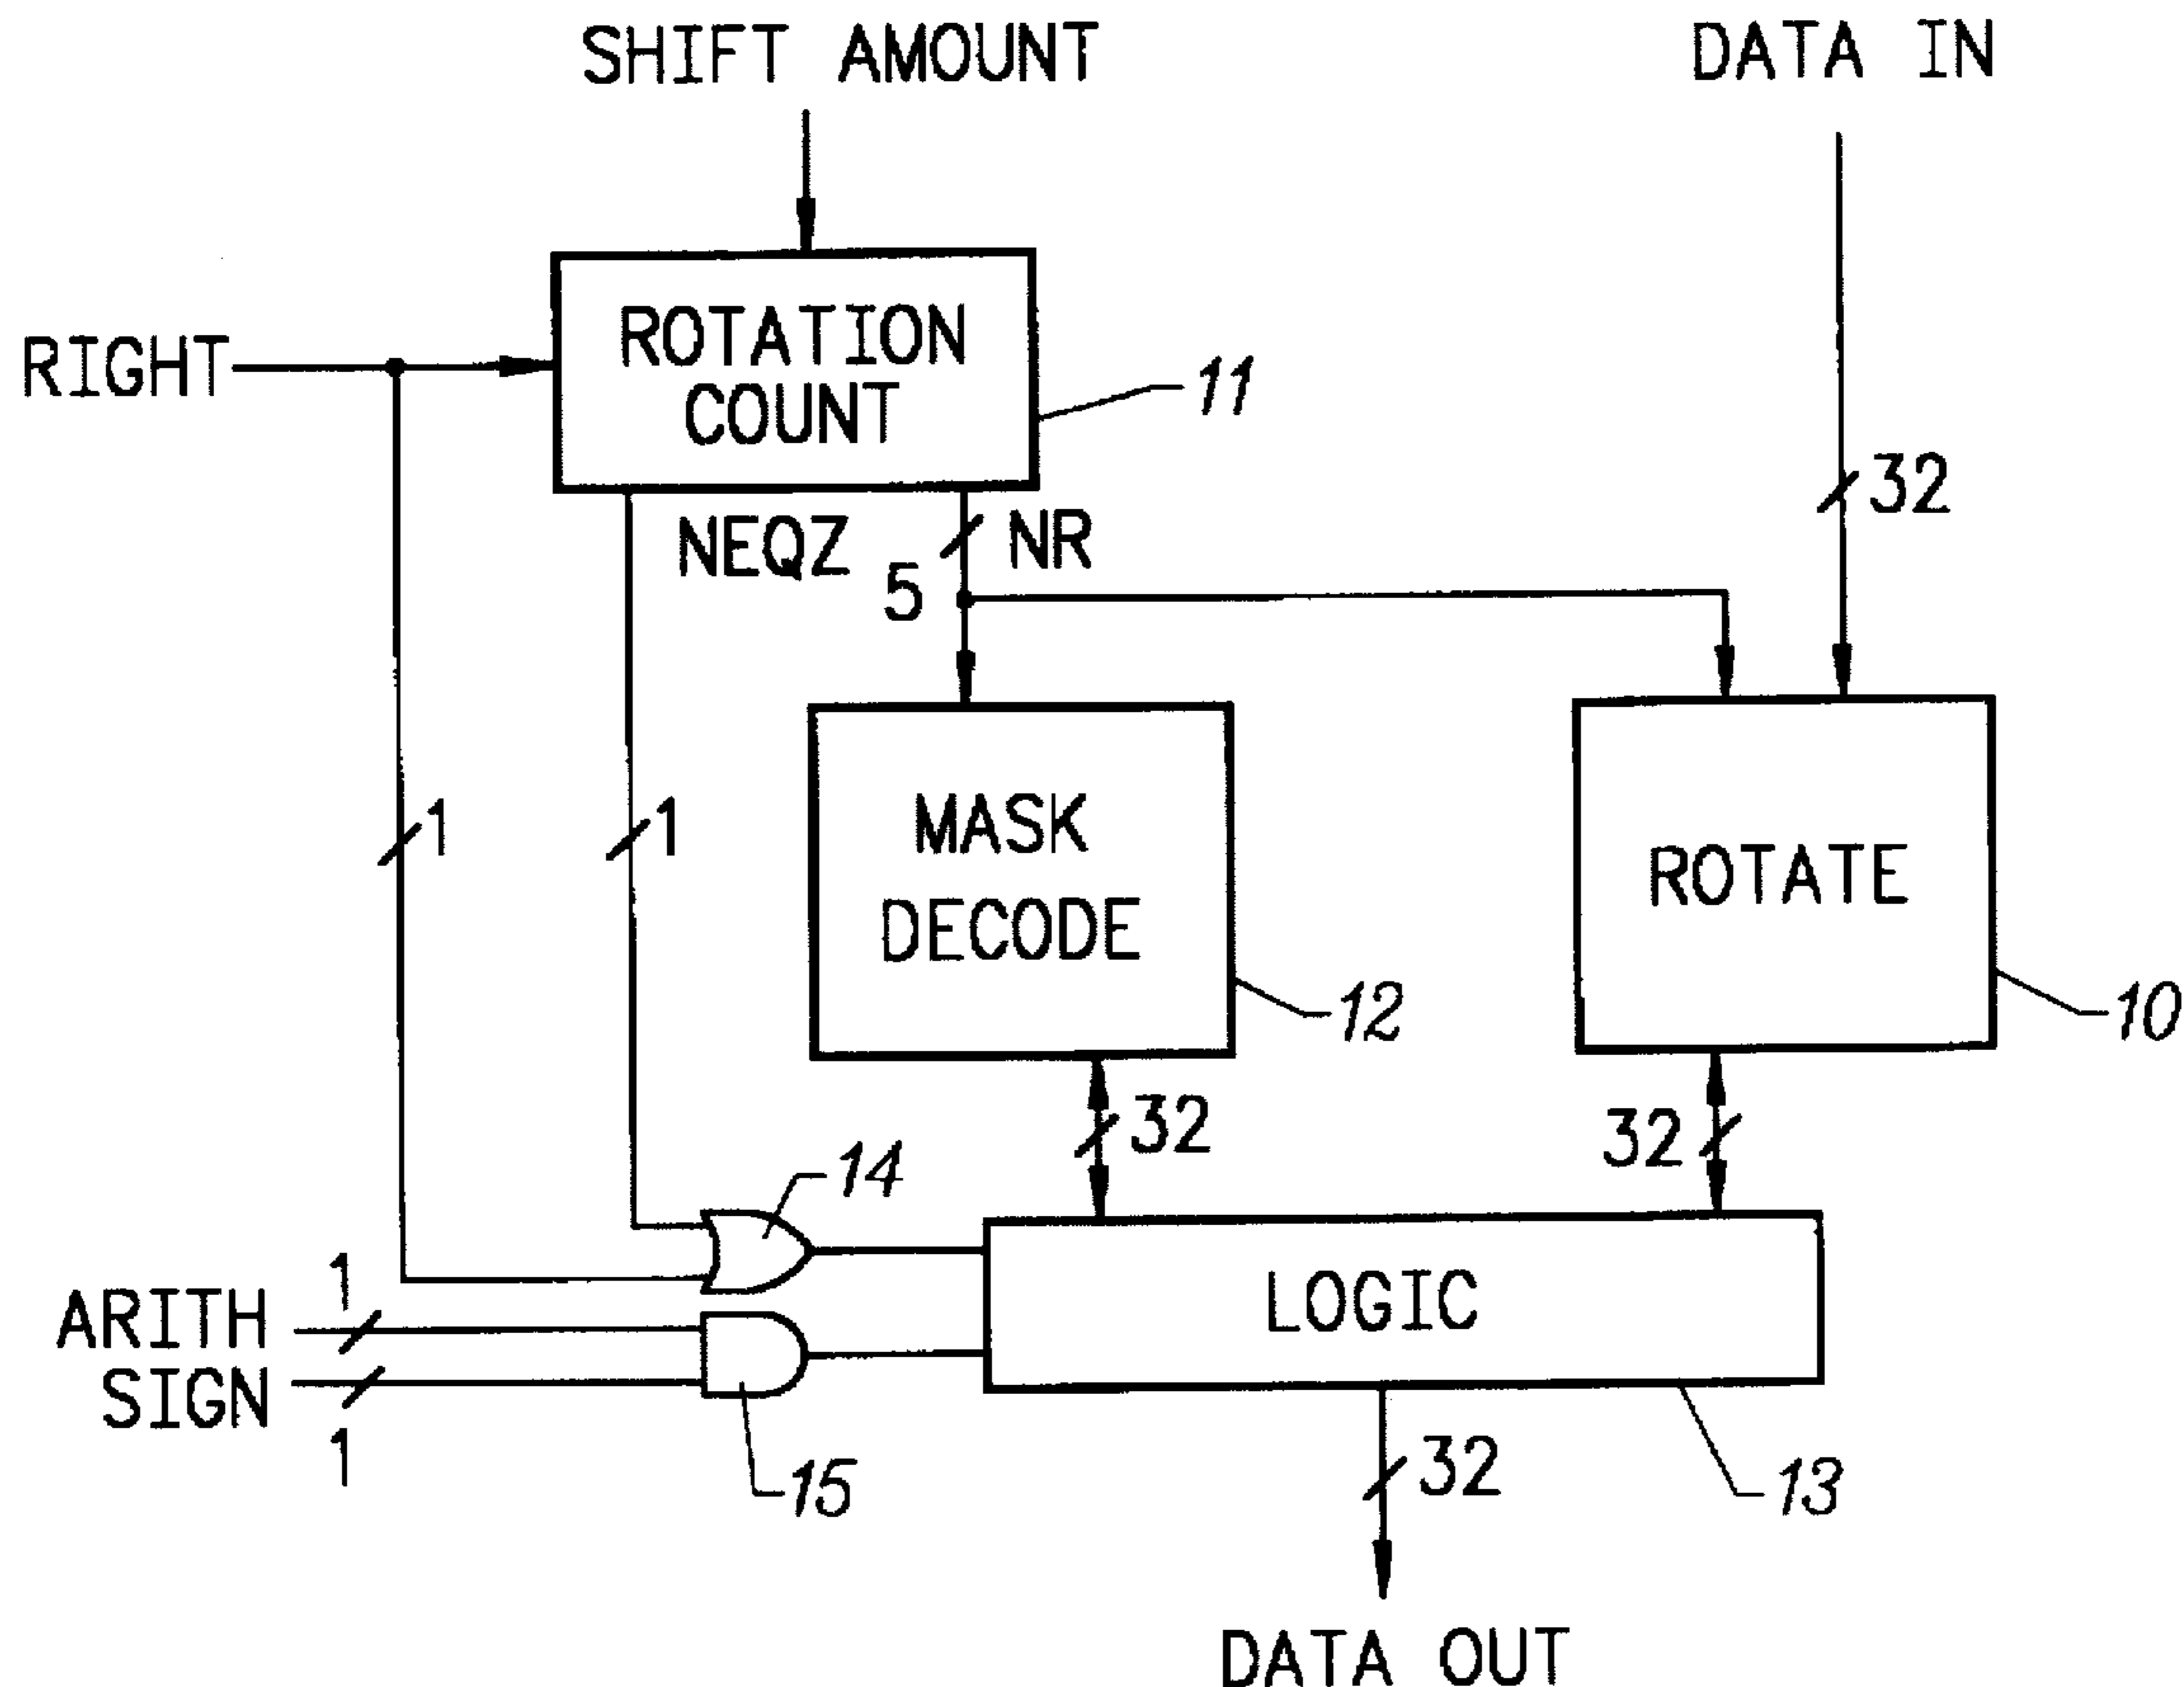 SHIFT AMOUNT
DATA IN
RIGHT
ROTATION
COUNT
11
32
NEQZ
NR
5
1
1
MASK
DECODE
ROTATE
12
10
32
32
14
ARITH
1
SIGN
1
LOGIC
15
32
13
DATA OUT